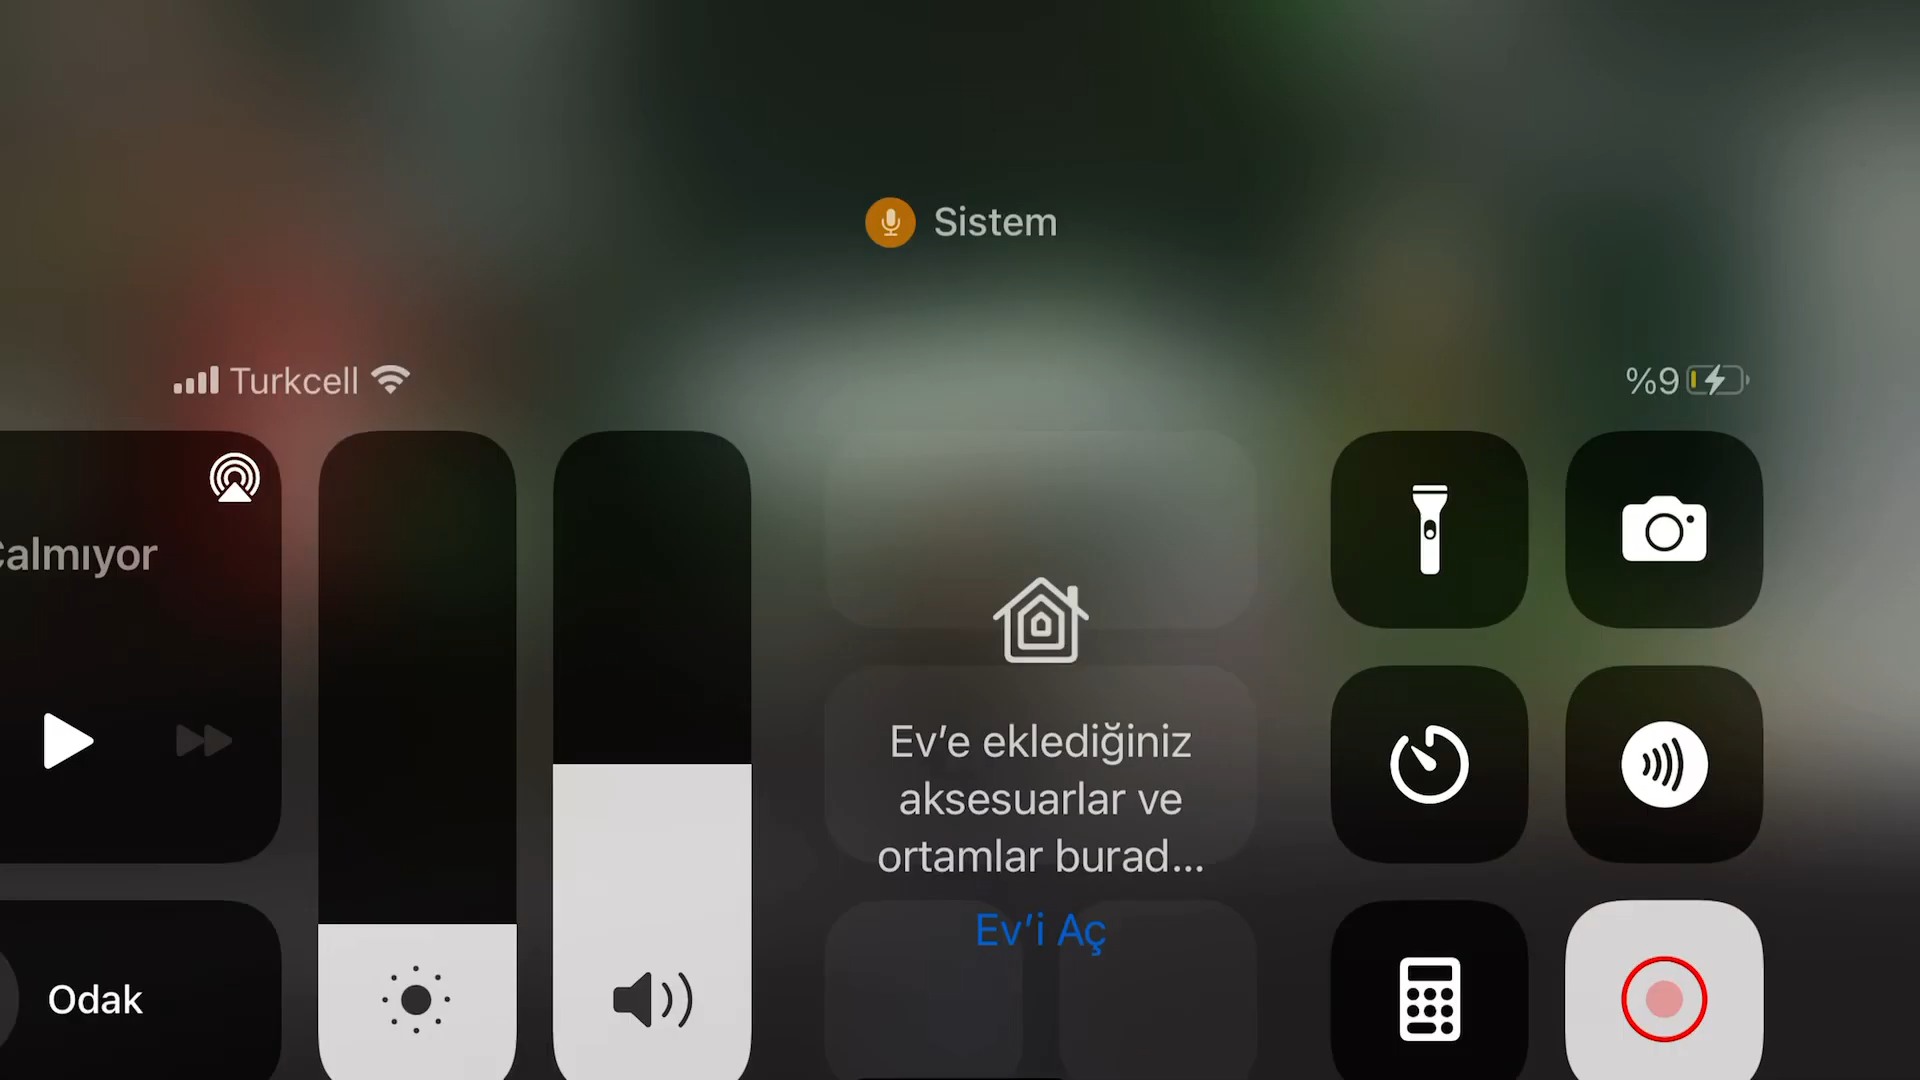 Sistem
Turkcell
%9
Çalmıyor
Ev’e eklediğiniz
aksesuarlar ve
ortamlar burad...
Ev’i Aç
Odak